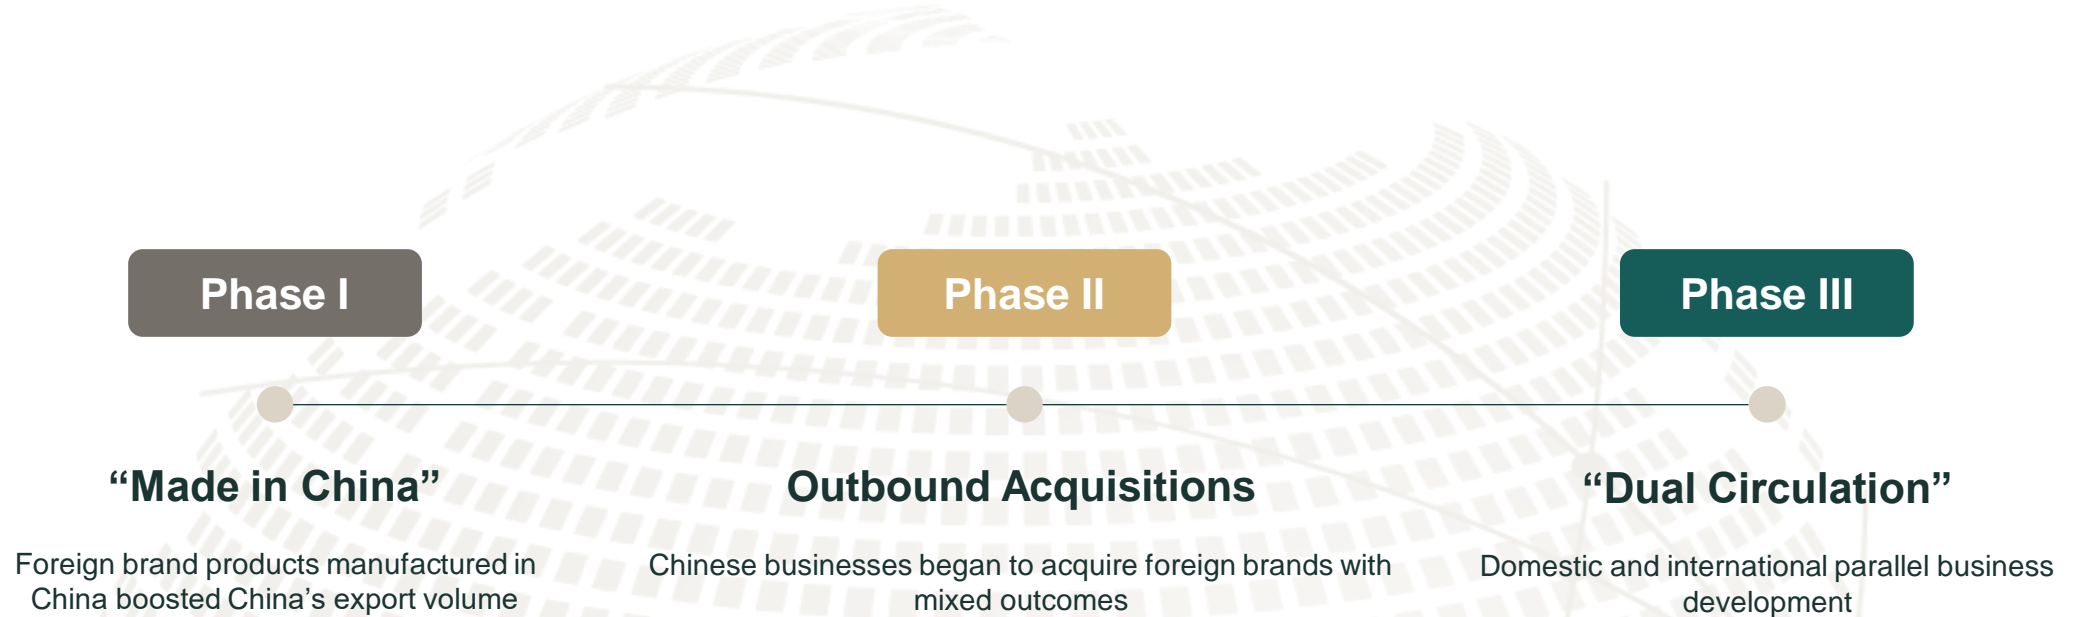 Phase I
Phase II
Phase III
“Made in China”
Outbound Acquisitions
“Dual Circulation”
Foreign brand products manufactured in
China boosted China’s export volume
Chinese businesses began to acquire foreign brands with
mixed outcomes
Domestic and international parallel business
development